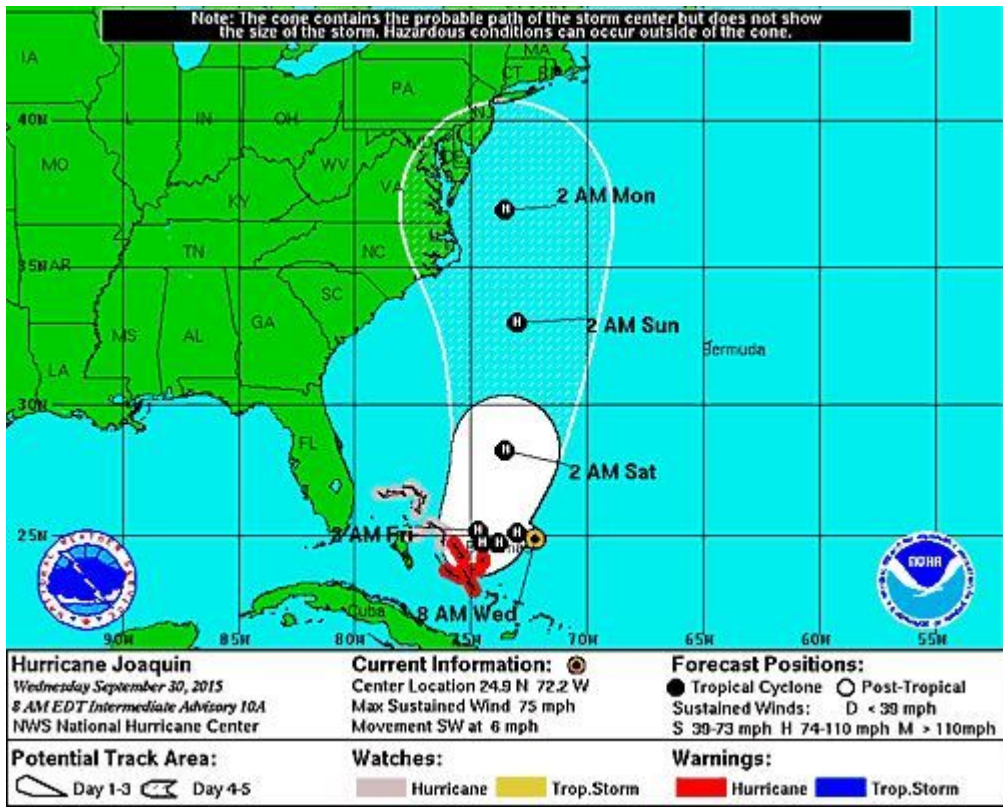 Note: The cone contains the probable path of the storm center but does not show
the size of the storm. Hazardous conditions can occur outside of the cone.
IA
MA
CT
PA
NJ
40N
IL
IN
OH
MO
WV
VA
KY
2 AM Mon
TN
NC
35N
AR
SC
2 AM Sun
MS
AL
GA
Bermuda
LA
30N
FL
2 AM Sat
25N
AM Fri
NOAA
Cuba
8 AM Wed
90W
85W
80W
75W
70W
65W
60W
55W
Hurricane Joaquin
Wednesday September 30, 2015
8 AM EDT Intermediate Advisory 10A
NWS National Hurricane Center
Current Information:
Center Location 24.9 N 72.2 W
Max Sustained Wind 75 mph
Movement SW at 6 mph
Forecast Positions:
Tropical Cyclone Post-Tropical
Sustained Winds: D < 39 mph
S 39-73 mph H 74-110 mph M > 110mph
Potential Track Area:
Day 1-3 Day 4-5
Watches:
Hurricane Trop.Storm
Warnings:
Hurricane Trop.Storm